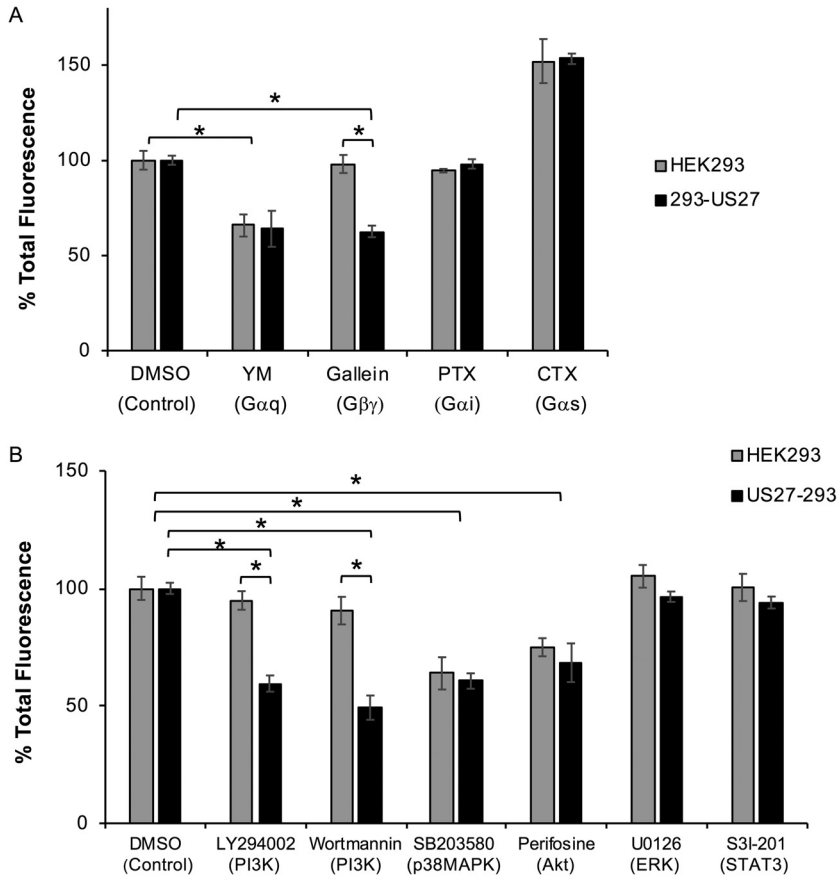 A
% Total Fluorescence
150
100
50
0
*
*
*
HEK293
293-US27
DMSO YM Gallein PTX CTX
(Control) (Gαq) (Gβγ) (Gαi) (Gαs)
B
% Total Fluorescence
150
100
50
0
*
*
*
*
*
*
HEK293
US27-293
DMSO LY294002 Wortmannin SB203580 Perifosine U0126 S3I-201
(Control) (PI3K) (PI3K) (p38MAPK) (Akt) (ERK) (STAT3)